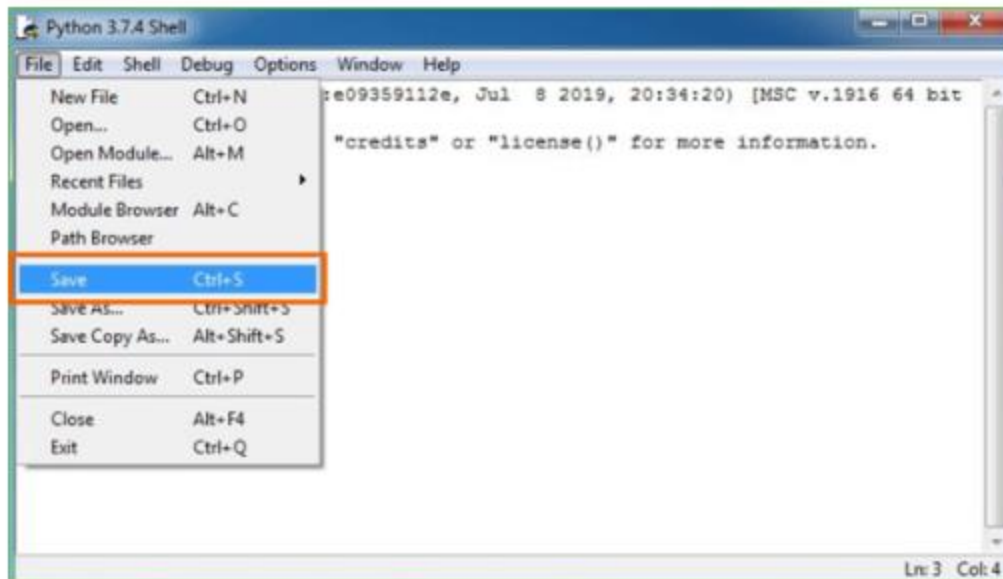 Python 3.7.4 Shell
File Edit Shell Debug Options Window Help
New File Ctrl+N
Open... Ctrl+O
Open Module... Alt+M
Recent Files
Module Browser Alt+C
Path Browser
Save Ctrl+S
Save As... Ctrl+Shift+S
Save Copy As... Alt+Shift+S
Print Window Ctrl+P
Close Alt+F4
Exit Ctrl+Q
:e09359112e, Jul 8 2019, 20:34:20) [MSC v.1916 64 bit
"credits" or "license()" for more information.
Ln: 3 Col: 4